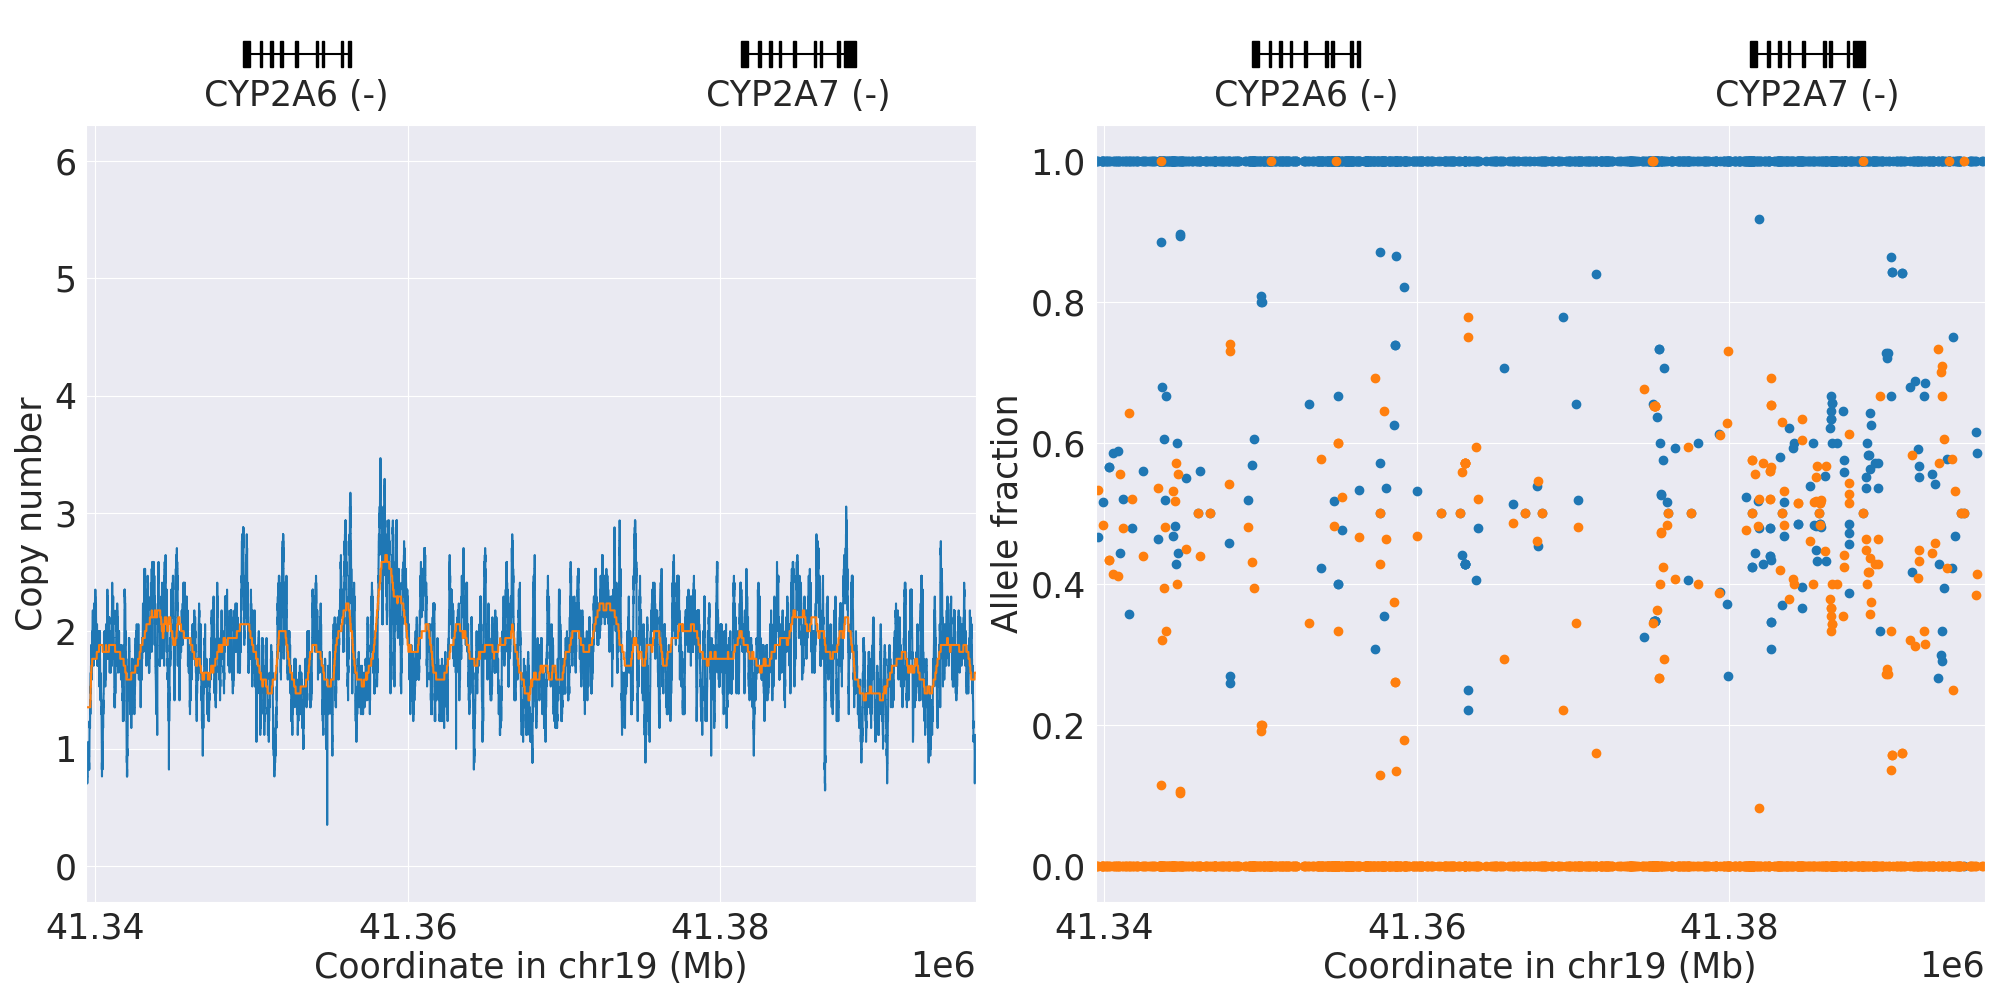 CYP2A6 (-)
CYP2A7 (-)
CYP2A6 (-)
CYP2A7 (-)
6
5
4
3
2
1
0
Copy number
41.34
41.36
41.38
Coordinate in chr19 (Mb)
1e6
1.0
0.8
0.6
0.4
0.2
0.0
Allele fraction
41.34
41.36
41.38
Coordinate in chr19 (Mb)
1e6